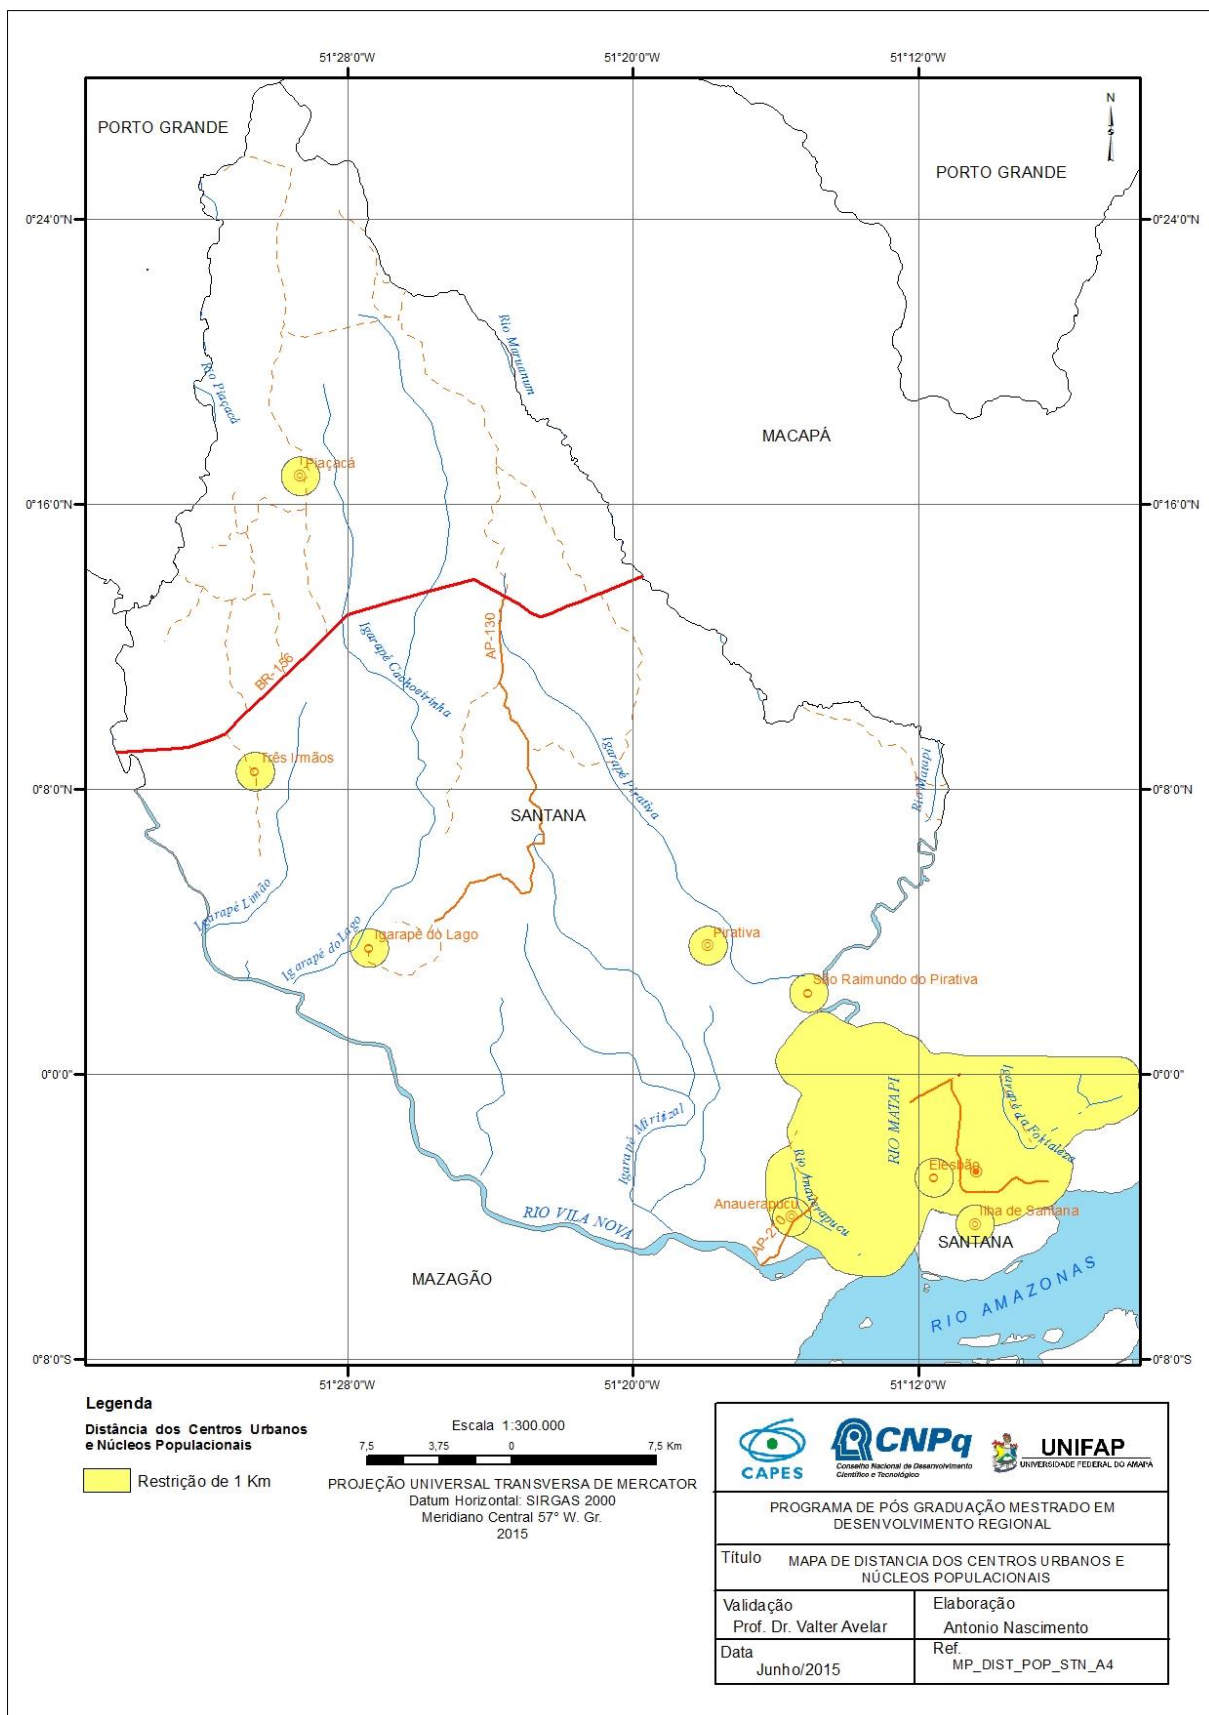 51°28'0"W
51°20'0"W
51°12'0"W
PORTO GRANDE
N
S
PORTO GRANDE
0°24'0"N
0°24'0"N
Rio Maruanum
Rio Piaçacá
MACAPÁ
Piaçacá
0°16'0"N
0°16'0"N
AP-130
Igarapé Cachoeirinha
BR-156
Igarapé Pirativa
Rio Matapi
Três Irmãos
0°8'0"N
0°8'0"N
SANTANA
Igarapé Limão
Igarapé do Lago
Igarapé do Lago
Pirativa
São Raimundo do Pirativa
0°0'0"
0°0'0"
RIO MATAPI
Igarapé da Fortaleza
Igarapé Mirizal
Rio Anauerapucu
Elesbão
Anauerapucu
RIO VILA NOVA
AP-270
Ilha de Santana
SANTANA
MAZAGÃO
RIO AMAZONAS
0°8'0"S
0°8'0"S
51°28'0"W
51°20'0"W
51°12'0"W
Legenda
Distância dos Centros Urbanos
e Núcleos Populacionais
Restrição de 1 Km
Escala 1:300.000
7,5 3,75 0 7,5 Km
PROJEÇÃO UNIVERSAL TRANSVERSA DE MERCATOR
Datum Horizontal: SIRGAS 2000
Meridiano Central 57° W. Gr.
2015
CAPES
CNPq
Conselho Nacional de Desenvolvimento
Científico e Tecnológico
UNIFAP
UNIVERSIDADE FEDERAL DO AMAPÁ
PROGRAMA DE PÓS GRADUAÇÃO MESTRADO EM
DESENVOLVIMENTO REGIONAL
Título MAPA DE DISTANCIA DOS CENTROS URBANOS E
NÚCLEOS POPULACIONAIS
Validação
Prof. Dr. Valter Avelar
Elaboração
Antonio Nascimento
Data
Junho/2015
Ref.
MP_DIST_POP_STN_A4